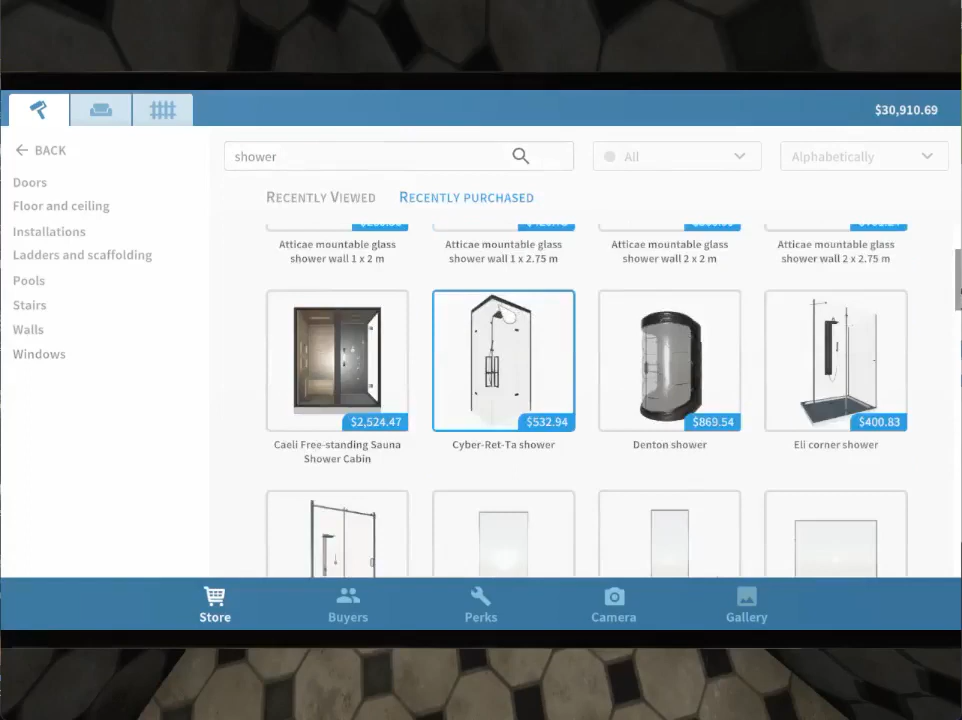 $30,910.69
BACK
shower
All
Alphabetically
Doors
Floor and ceiling
Installations
Ladders and scaffolding
Pools
Stairs
Walls
Windows
RECENTLY VIEWED
RECENTLY PURCHASED
Atticae mountable glass
shower wall 1 x 2 m
Atticae mountable glass
shower wall 1 x 2.75 m
Atticae mountable glass
shower wall 2 x 2 m
Atticae mountable glass
shower wall 2 x 2.75 m
$2,524.47
Caeli Free-standing Sauna
Shower Cabin
$532.94
Cyber-Ret-Ta shower
$869.54
Denton shower
$400.83
Eli corner shower
Store
Buyers
Perks
Camera
Gallery